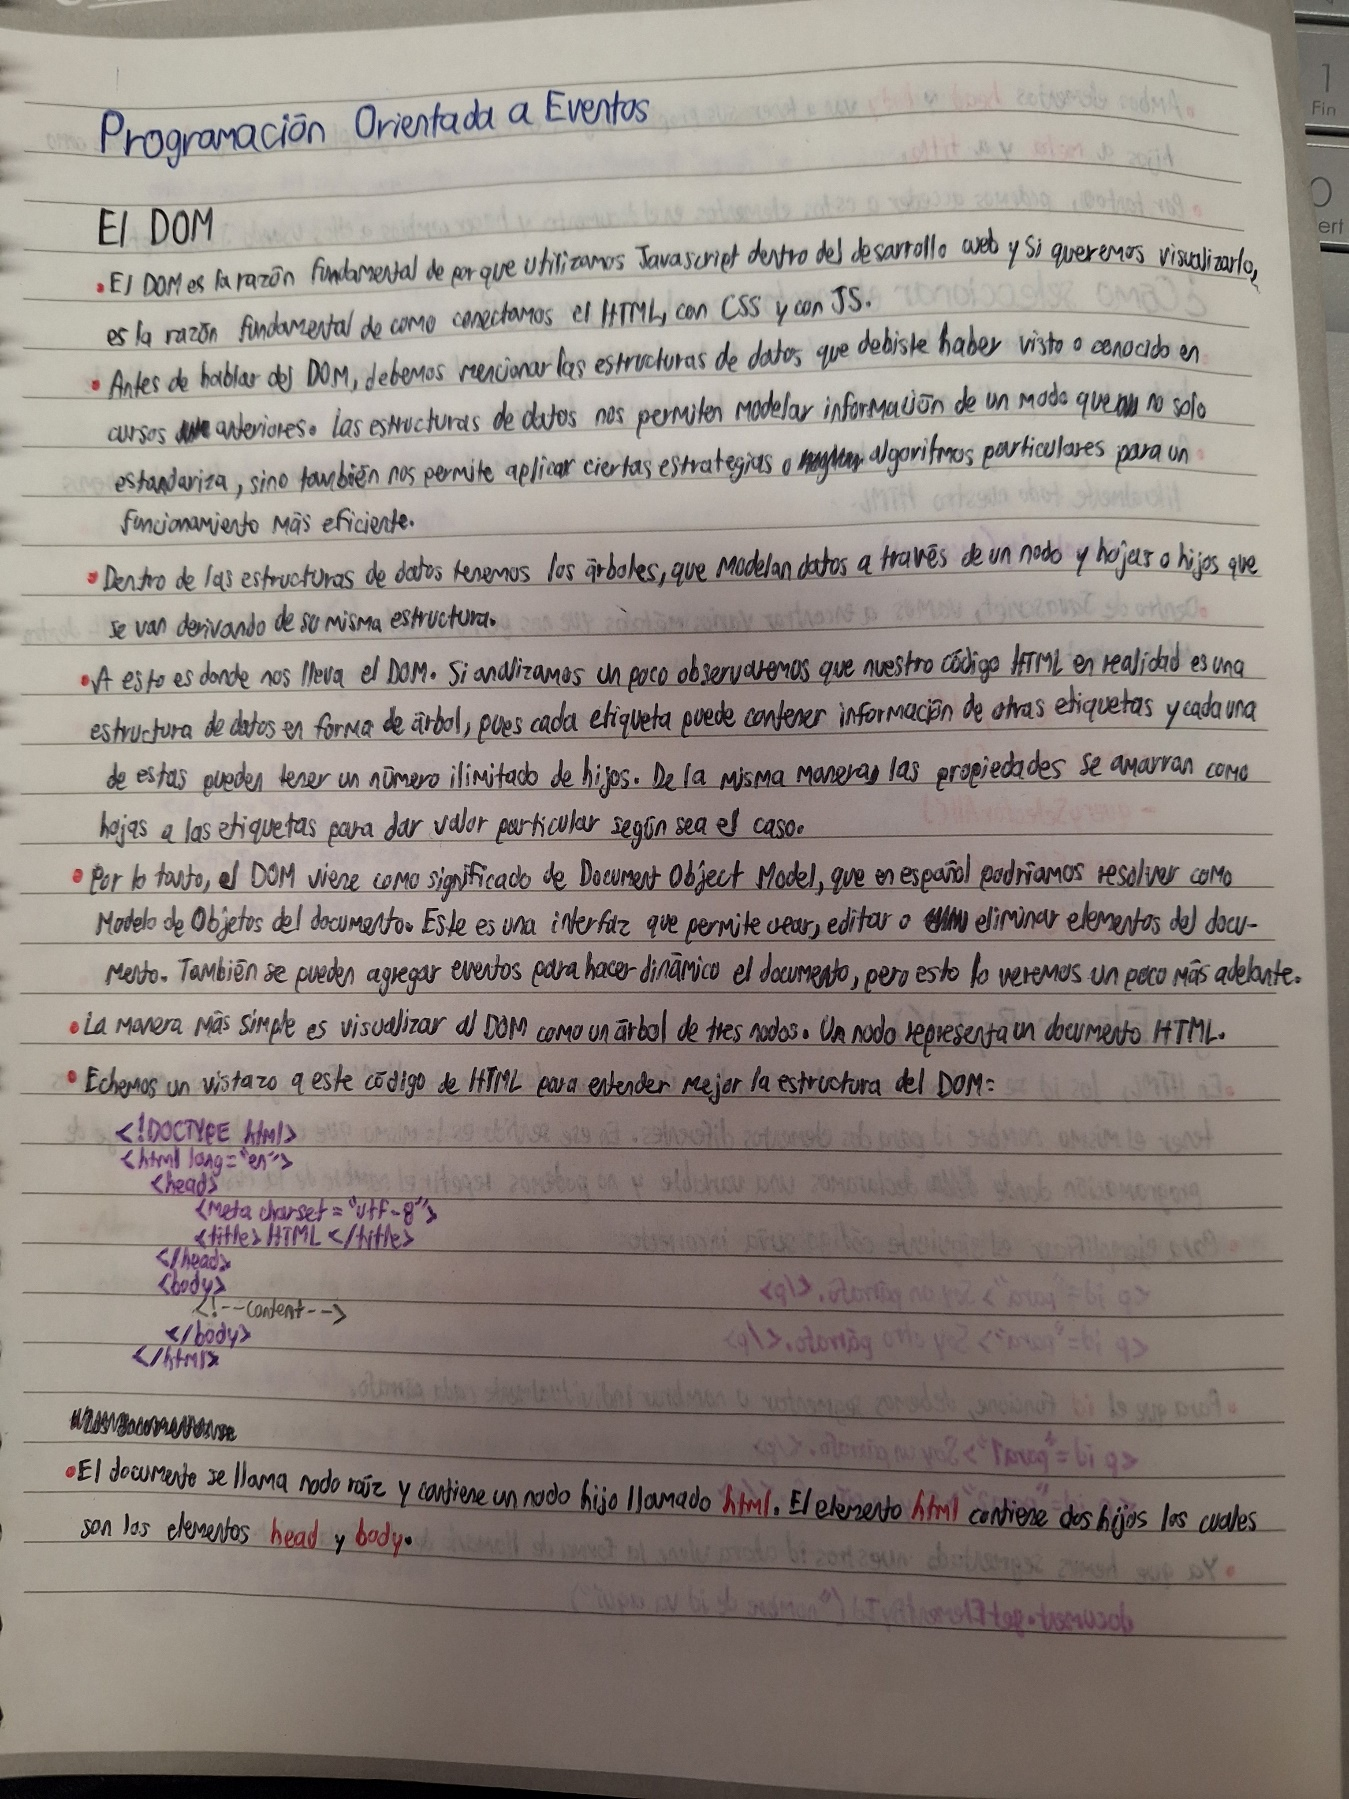 Programación Orientada a Eventos
El DOM
• El DOM es la razón fundamental de por que utilizamos Javascript dentro del desarrollo web y si queremos visualizarlo,
es la razón fundamental de como conectamos el HTML, con CSS y con JS.
• Antes de hablar del DOM, debemos mencionar las estructuras de datos que debiste haber visto o conocido en
cursos anteriores. Las estructuras de datos nos permiten modelar información de un modo que no solo
estandariza, sino también nos permite aplicar ciertas estrategias o algoritmos particulares para un
funcionamiento más eficiente.
• Dentro de las estructuras de datos tenemos los árboles, que modelan datos a través de un nodo y hojas o hijos que
se van derivando de su misma estructura.
• A esto es donde nos lleva el DOM. Si analizamos un poco observaremos que nuestro código HTML en realidad es una
estructura de datos en forma de árbol, pues cada etiqueta puede contener información de otras etiquetas y cada una
de estas pueden tener un número ilimitado de hijos. De la misma manera, las propiedades se amarran como
hojas a las etiquetas para dar valor particular según sea el caso.
• Por lo tanto, el DOM viene como significado de Document Object Model, que en español podríamos resolver como
Modelo de Objetos del documento. Este es una interfaz que permite crear, editar o eliminar elementos del docu-
mento. También se pueden agregar eventos para hacer dinámico el documento, pero esto lo veremos un poco más adelante.
• La manera más simple es visualizar al DOM como un árbol de tres nodos. Un nodo representa un documento HTML.
• Echemos un vistazo a este código de HTML para entender mejor la estructura del DOM:
<!DOCTYPE html>
<html lang="en">
<head>
<meta charset="utf-8">
<title> HTML </title>
</head>
<body>
<!--content-->
</body>
</html>
• El documento se llama nodo raíz y contiene un nodo hijo llamado html. El elemento html contiene dos hijos los cuales
son los elementos head y body.
1
Fin
0
ert